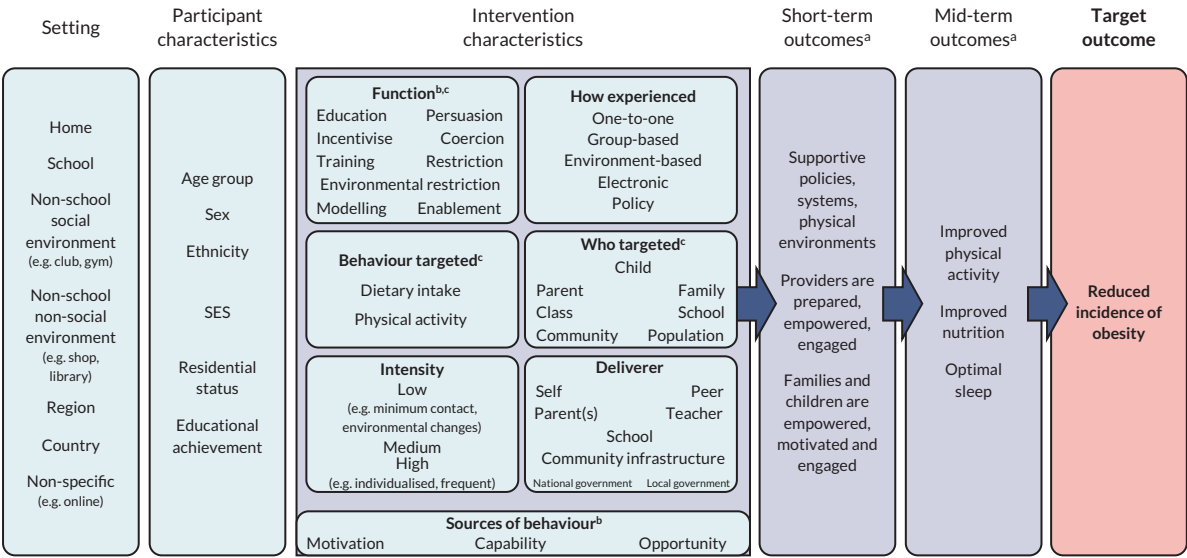 Setting
Participant
characteristics
Intervention
characteristics
Short-term
outcomesᵃ
Mid-term
outcomesᵃ
Target
outcome
Home
School
Non-school
social
environment
(e.g. club, gym)
Non-school
non-social
environment
(e.g. shop,
library)
Region
Country
Non-specific
(e.g. online)
Age group
Sex
Ethnicity
SES
Residential
status
Educational
achievement
Functionᵇ,ᶜ
Education Persuasion
Incentivise Coercion
Training Restriction
Environmental restriction
Modelling Enablement
How experienced
One-to-one
Group-based
Environment-based
Electronic
Policy
Behaviour targetedᶜ
Dietary intake
Physical activity
Who targetedᶜ
Child
Parent Family
Class School
Community Population
Intensity
Low
(e.g. minimum contact,
environmental changes)
Medium
High
(e.g. individualised, frequent)
Deliverer
Self Peer
Parent(s) Teacher
School
Community infrastructure
National government Local government
Sources of behaviourᵇ
Motivation Capability Opportunity
Supportive
policies,
systems,
physical
environments
Providers are
prepared,
empowered,
engaged
Families and
children are
empowered,
motivated and
engaged
Improved
physical
activity
Improved
nutrition
Optimal
sleep
Reduced
incidence of
obesity